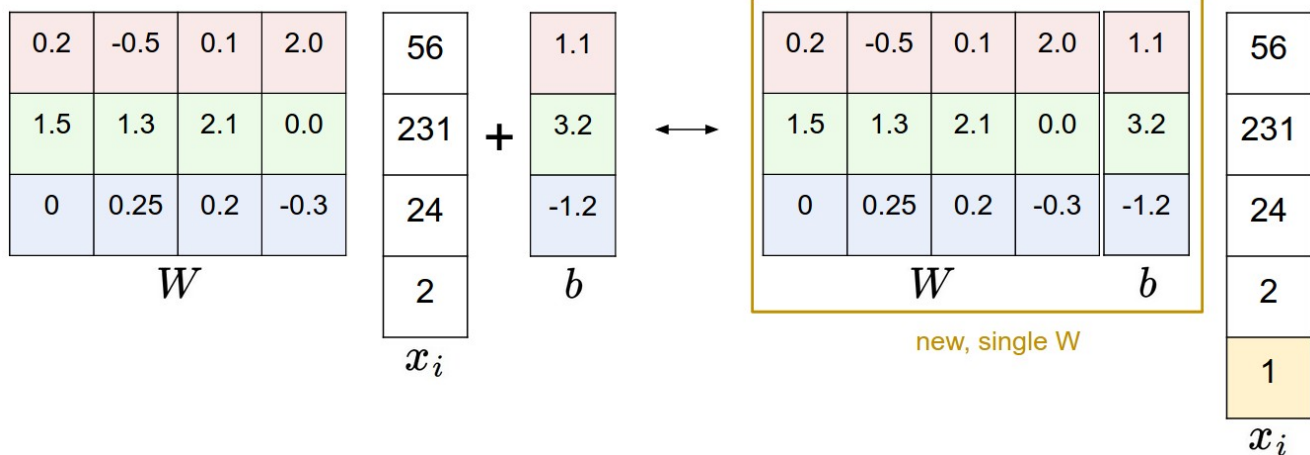 0.2 -0.5 0.1 2.0 56 1.1 0.2 -0.5 0.1 2.0 1.1 56
1.5 1.3 2.1 0.0 231 + 3.2 ↔ 1.5 1.3 2.1 0.0 3.2 231
0 0.25 0.2 -0.3 24 -1.2 0 0.25 0.2 -0.3 -1.2 24
W 2 b W b 2
new, single W
x_i 1
x_i